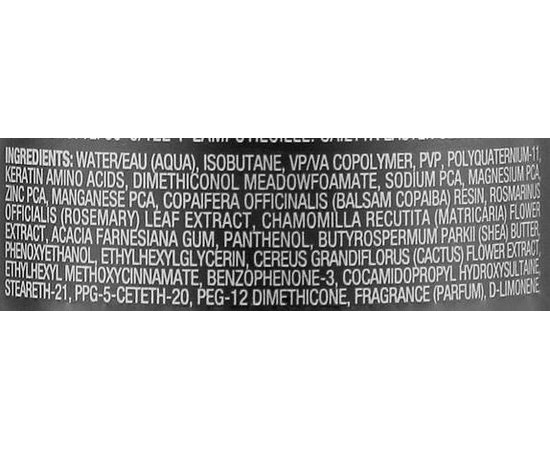 INGREDIENTS: WATER/EAU (AQUA), ISOBUTANE, VP/VA COPOLYMER, PVP, POLYQUATERNIUM-11,
KERATIN AMINO ACIDS, DIMETHICONOL MEADOWFOAMATE, SODIUM PCA, MAGNESIUM PCA,
ZINC PCA, MANGANESE PCA, COPAIFERA OFFICINALIS (BALSAM COPAIBA) RESIN, ROSMARINUS
OFFICIALIS (ROSEMARY) LEAF EXTRACT, CHAMOMILLA RECUTITA (MATRICARIA) FLOWER
EXTRACT, ACACIA FARNESIANA GUM, PANTHENOL, BUTYROSPERMUM PARKII (SHEA) BUTTER,
PHENOXYETHANOL, ETHYLHEXYLGLYCERIN, CEREUS GRANDIFLORUS (CACTUS) FLOWER EXTRACT,
ETHYLHEXYL METHOXYCINNAMATE, BENZOPHENONE-3, COCAMIDOPROPYL HYDROXYSULTAINE,
STEARETH-21, PPG-5-CETETH-20, PEG-12 DIMETHICONE, FRAGRANCE (PARFUM), D-LIMONENE